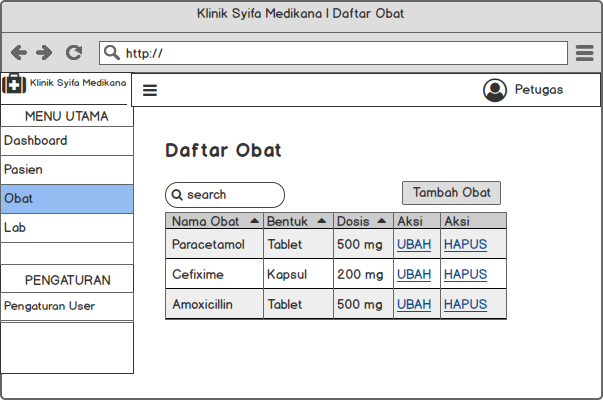 Klinik Syifa Medikana | Daftar Obat
http://
Klinik Syifa Medikana
Petugas
MENU UTAMA
Dashboard
Pasien
Obat
Lab
PENGATURAN
Pengaturan User
Daftar Obat
search
Tambah Obat
Nama Obat Bentuk Dosis Aksi Aksi
Paracetamol Tablet 500 mg UBAH HAPUS
Cefixime Kapsul 200 mg UBAH HAPUS
Amoxicillin Tablet 500 mg UBAH HAPUS